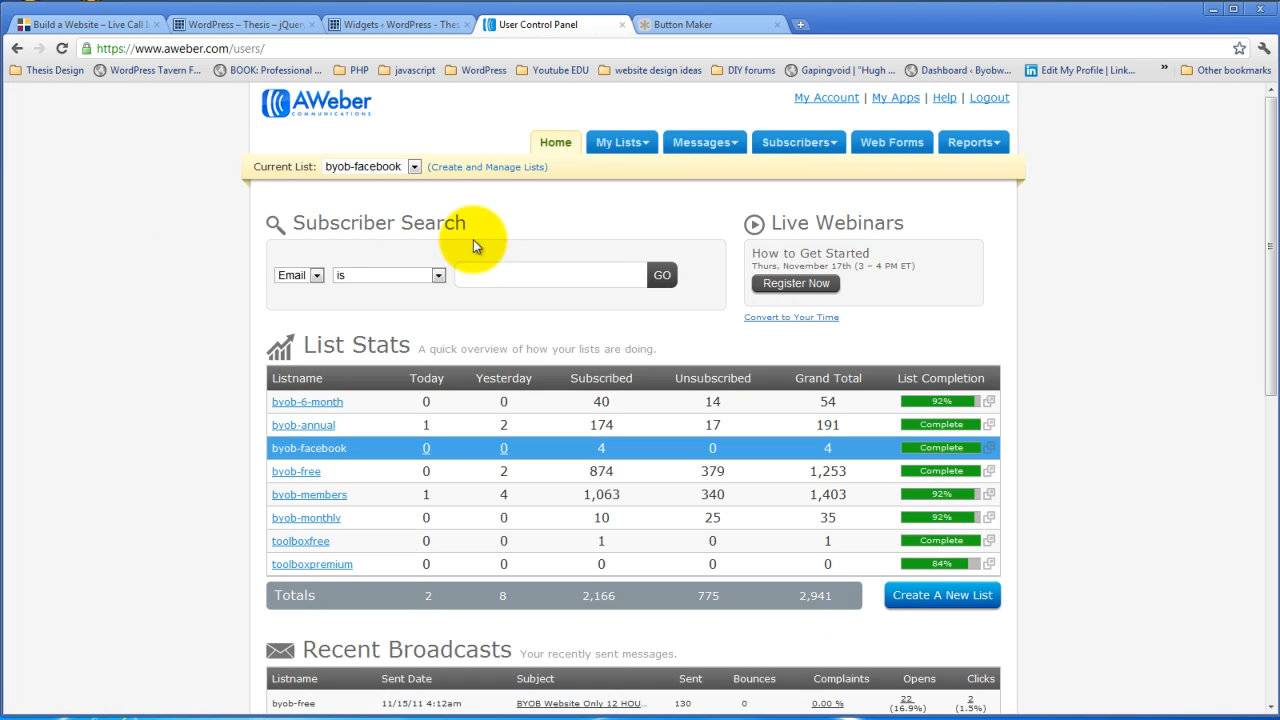 Build a Website – Live Call I
WordPress – Thesis – jQuery
Widgets ‹ WordPress - Thes
User Control Panel
Button Maker
https://www.aweber.com/users/
Thesis Design
WordPress Tavern F...
BOOK: Professional ...
PHP
javascript
WordPress
Youtube EDU
website design ideas
DIY forums
Gapingvoid | "Hugh ...
Dashboard ‹ Byobw...
Edit My Profile | Link...
»
Other bookmarks
AWeber
COMMUNICATIONS
My Account | My Apps | Help | Logout
Home My Lists Messages Subscribers Web Forms Reports
Current List: byob-facebook (Create and Manage Lists)
Subscriber Search
Email is GO
Live Webinars
How to Get Started
Thurs, November 17th (3 – 4 PM ET)
Register Now
Convert to Your Time
List Stats A quick overview of how your lists are doing.
Listname Today Yesterday Subscribed Unsubscribed Grand Total List Completion
byob-6-month 0 0 40 14 54 92%
byob-annual 1 2 174 17 191 Complete
byob-facebook 0 0 4 0 4 Complete
byob-free 0 2 874 379 1,253 Complete
byob-members 1 4 1,063 340 1,403 92%
byob-monthly 0 0 10 25 35 92%
toolboxfree 0 0 1 0 1 Complete
toolboxpremium 0 0 0 0 0 84%
Totals 2 8 2,166 775 2,941
Create A New List
Recent Broadcasts Your recently sent messages.
Listname Sent Date Subject Sent Bounces Complaints Opens Clicks
byob-free 11/15/11 4:12am BYOB Website Only 12 HOU... 130 0 0.00 % 22 (16.9%) 2 (1.5%)